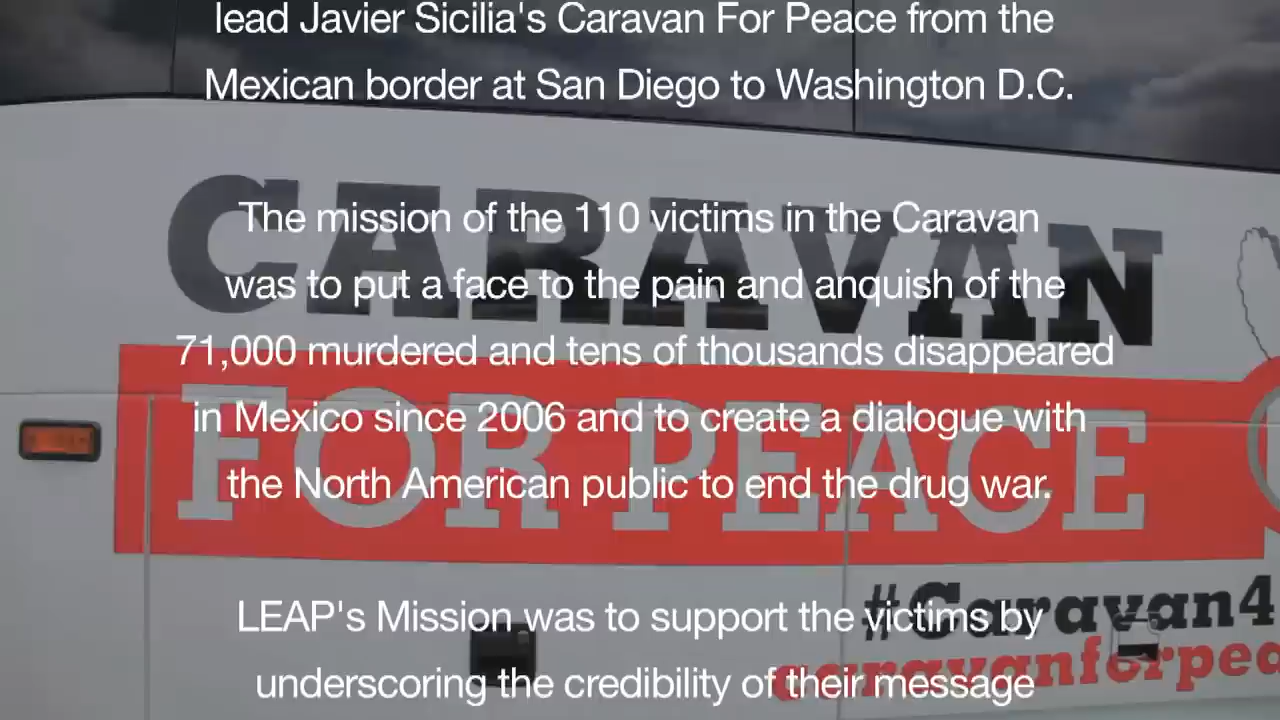 lead Javier Sicilia's Caravan For Peace from the
Mexican border at San Diego to Washington D.C.
The mission of the 110 victims in the Caravan
was to put a face to the pain and anquish of the
71,000 murdered and tens of thousands disappeared
in Mexico since 2006 and to create a dialogue with
the North American public to end the drug war.
LEAP's Mission was to support the victims by
underscoring the credibility of their message
CARAVAN
FOR PEACE
#Caravan4
caravanforpea